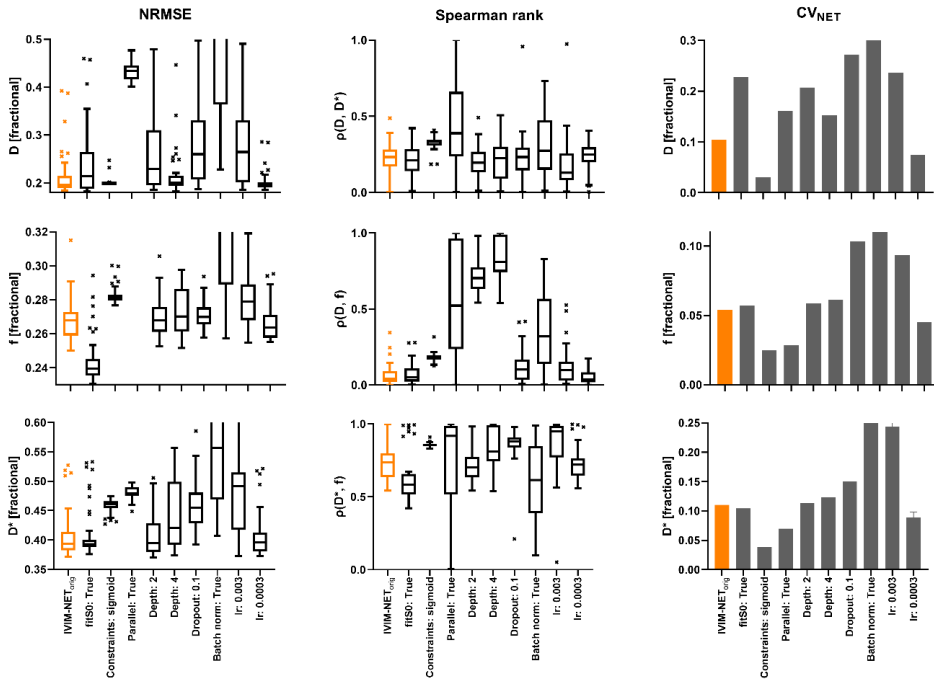 NRMSE
Spearman rank
CV_NET
D [fractional]
0.5
0.4
0.3
0.2
ρ(D, D*)
1.0
0.5
0.0
D [fractional]
0.3
0.2
0.1
0.0
f [fractional]
0.32
0.30
0.28
0.26
0.24
ρ(D, f)
1.0
0.5
0.0
f [fractional]
0.10
0.05
0.00
D* [fractional]
0.60
0.55
0.50
0.45
0.40
0.35
ρ(D*, f)
1.0
0.5
0.0
D* [fractional]
0.25
0.20
0.15
0.10
0.05
0.00
IVIM-NET_orig
fitS0: True
Constraints: sigmoid
Parallel: True
Depth: 2
Depth: 4
Dropout: 0.1
Batch norm: True
lr: 0.003
lr: 0.0003
IVIM-NET_orig
fitS0: True
Constraints: sigmoid
Parallel: True
Depth: 2
Depth: 4
Dropout: 0.1
Batch norm: True
lr: 0.003
lr: 0.0003
IVIM-NET_orig
fitS0: True
Constraints: sigmoid
Parallel: True
Depth: 2
Depth: 4
Dropout: 0.1
Batch norm: True
lr: 0.003
lr: 0.0003